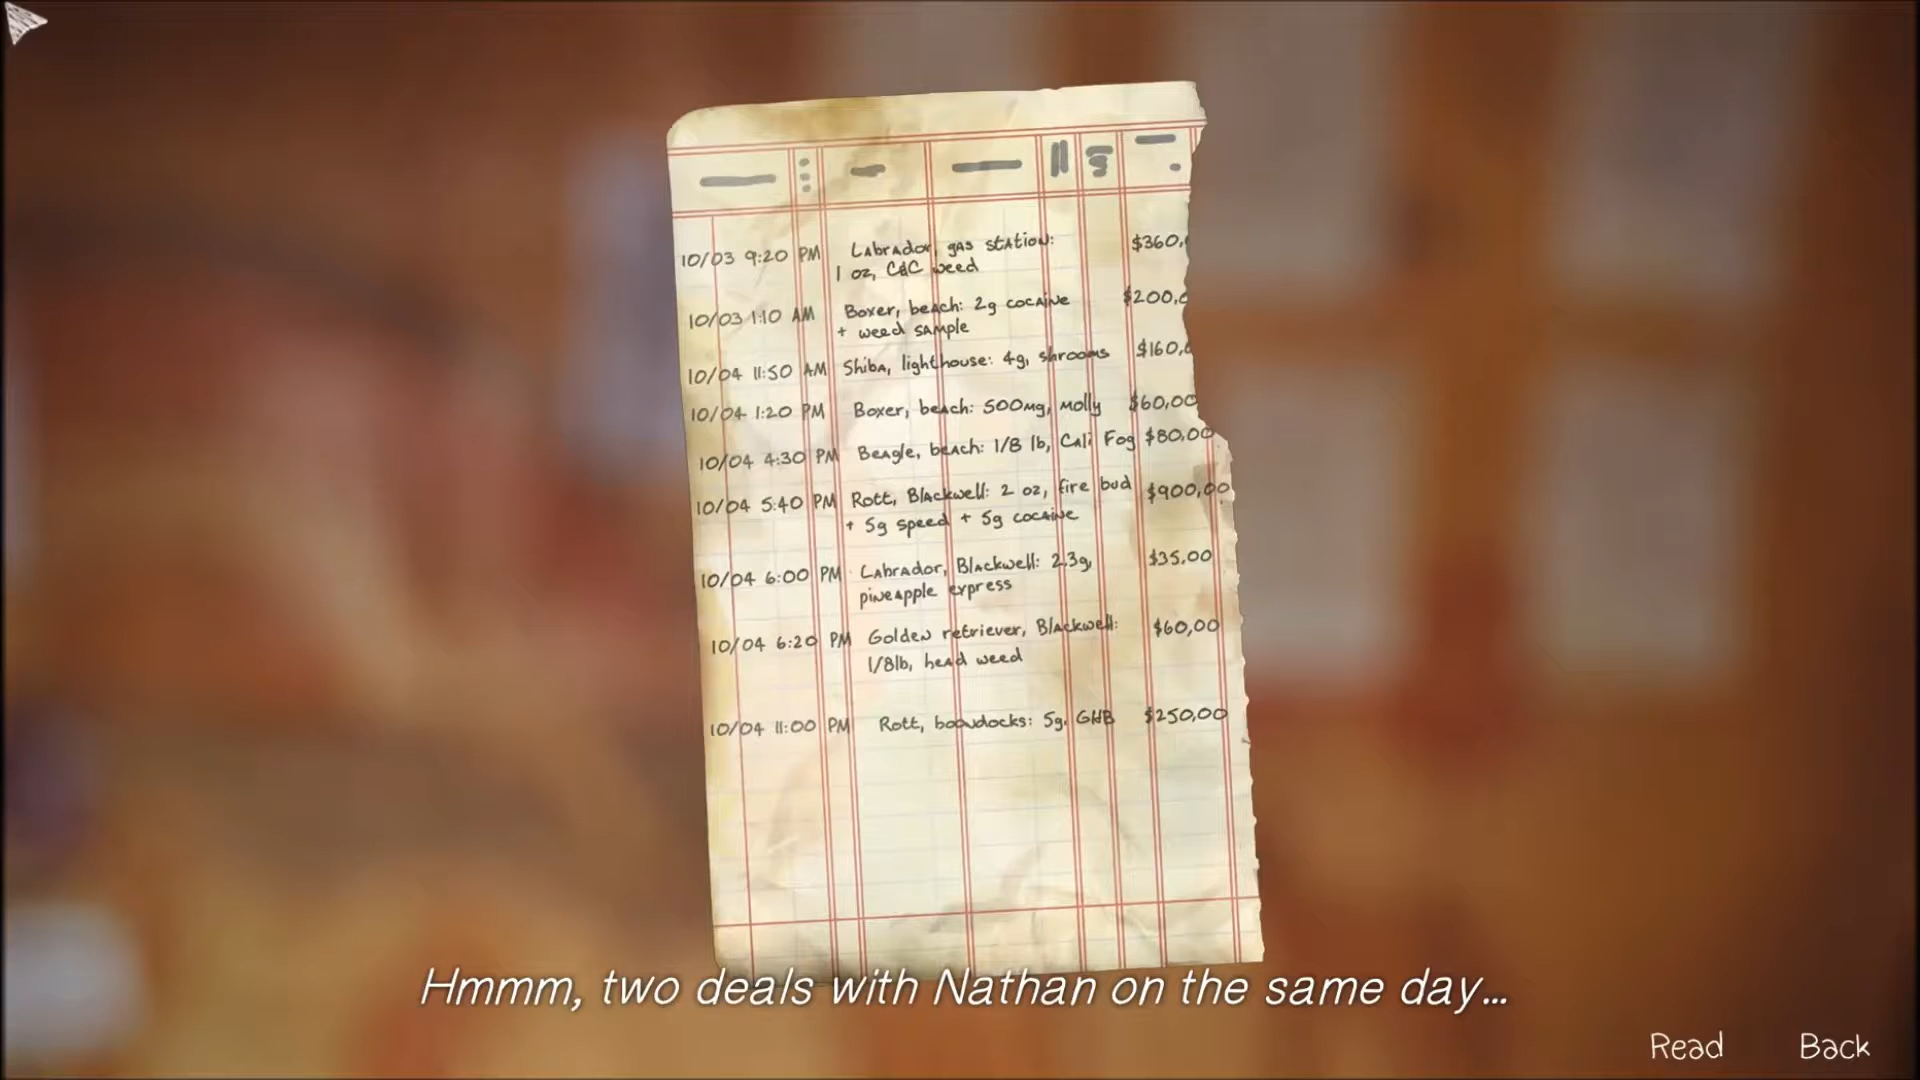 10/03 9:20 PM Labrador, gas station: $360,
1 oz, C&C weed
10/03 1:10 AM Boxer, beach: 2g cocaine $200,0
+ weed sample
10/04 11:50 AM Shiba, lighthouse: 4g, shrooms $160,0
10/04 1:20 PM Boxer, beach: 500mg, molly $60,00
10/04 4:30 PM Beagle, beach: 1/8 lb, Cali Fog $80,00
10/04 5:40 PM Rott, Blackwell: 2 oz, fire bud $900,00
+ 5g speed + 5g cocaine
10/04 6:00 PM Labrador, Blackwell: 2.3g, $35,00
pineapple express
10/04 6:20 PM Golden retriever, Blackwell: $60,00
1/8lb, head weed
10/04 11:00 PM Rott, boowdocks: 5g, GHB $250,00
Hmmm, two deals with Nathan on the same day...
Read Back